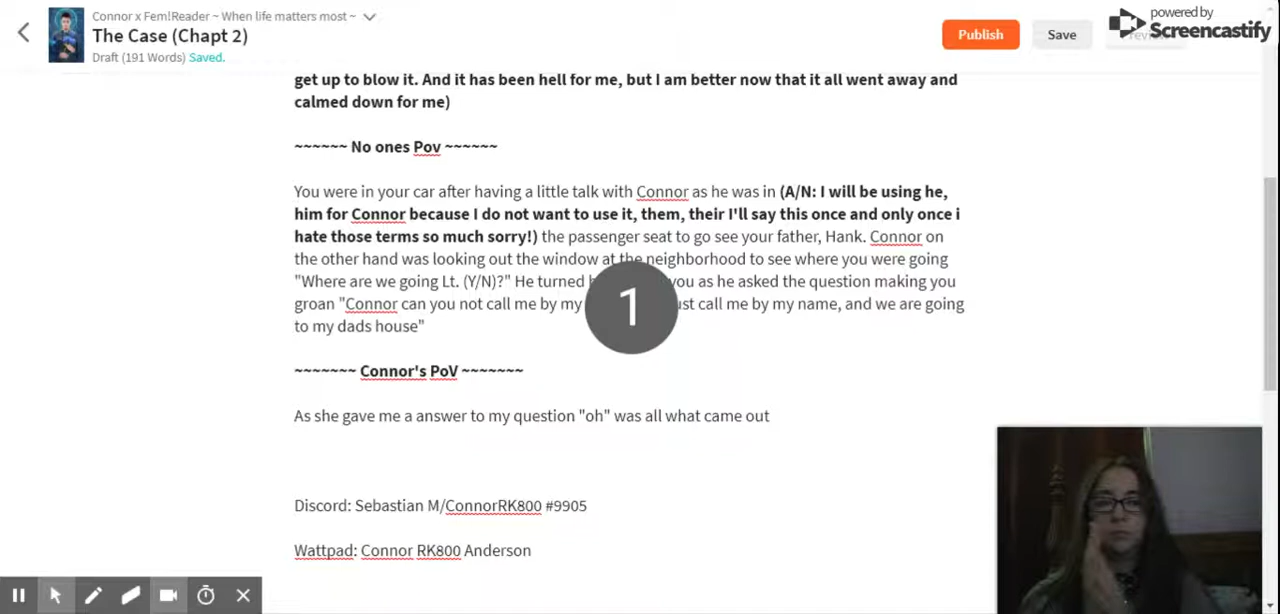 Connor x Fem!Reader ~ When life matters most ~
The Case (Chapt 2)
Draft (191 Words) Saved.
Publish
Save
powered by
Screencastify
get up to blow it. And it has been hell for me, but I am better now that it all went away and
calmed down for me)
~~~~~~ No ones Pov ~~~~~~
You were in your car after having a little talk with Connor as he was in (A/N: I will be using he,
him for Connor because I do not want to use it, them, their I'll say this once and only once i
hate those terms so much sorry!) the passenger seat to go see your father, Hank. Connor on
the other hand was looking out the window at the neighborhood to see where you were going
"Where are we going Lt. (Y/N)?" He turned you as he asked the question making you
groan "Connor can you not call me by my call me by my name, and we are going
to my dads house"
1
~~~~~~~ Connor's PoV ~~~~~~~
As she gave me a answer to my question "oh" was all what came out
Discord: Sebastian M/ConnorRK800 #9905
Wattpad: Connor RK800 Anderson